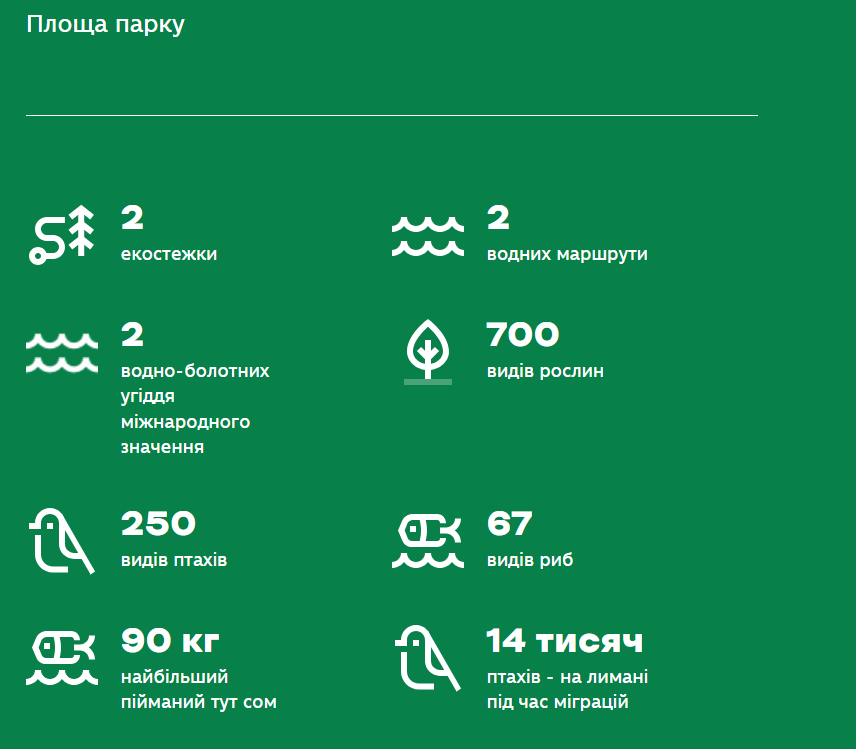 Площа парку
2
екостежки
2
водних маршрути
2
водно-болотних
угіддя
міжнародного
значення
700
видів рослин
250
видів птахів
67
видів риб
90 кг
найбільший
пійманий тут сом
14 тисяч
птахів - на лимані
під час міграцій